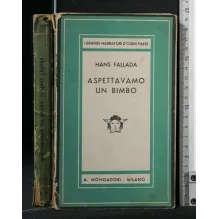 I GRANDI NARRATORI D'OGNI PAESE
HANS FALLADA
ASPETTAVAMO
UN BIMBO
A. MONDADORI - MILANO